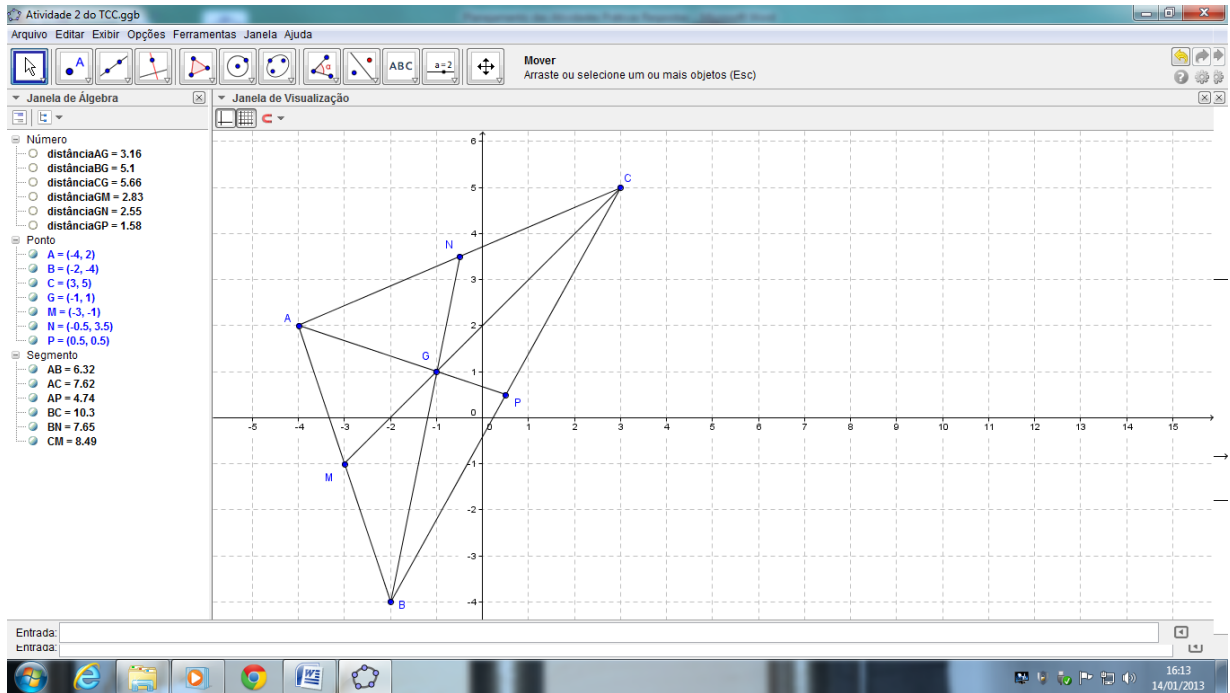 Atividade 2 do TCC.ggb
Arquivo Editar Exibir Opções Ferramentas Janela Ajuda
A
ABC
a=2
Mover
Arraste ou selecione um ou mais objetos (Esc)
Janela de Álgebra
Janela de Visualização
Número
distânciaAG = 3.16
distânciaBG = 5.1
distânciaCG = 5.66
distânciaGM = 2.83
distânciaGN = 2.55
distânciaGP = 1.58
Ponto
A = (-4, 2)
B = (-2, -4)
C = (3, 5)
G = (-1, 1)
M = (-3, -1)
N = (-0.5, 3.5)
P = (0.5, 0.5)
Segmento
AB = 6.32
AC = 7.62
AP = 4.74
BC = 10.3
BN = 7.65
CM = 8.49
6
C
5
4
N
3
A
2
G
1
P
0
-5 -4 -3 -2 -1 0 1 2 3 4 5 6 7 8 9 10 11 12 13 14 15
-1
M
-2
-3
-4
B
Entrada:
Entrada:
16:13
14/01/2013